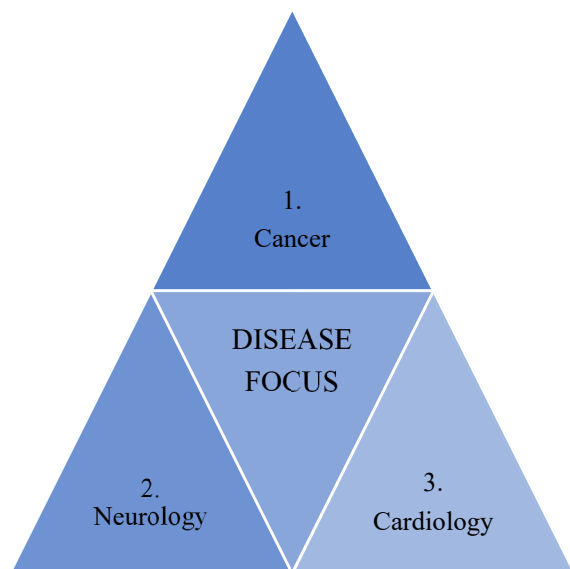 1.
Cancer
DISEASE
FOCUS
2.
Neurology
3.
Cardiology